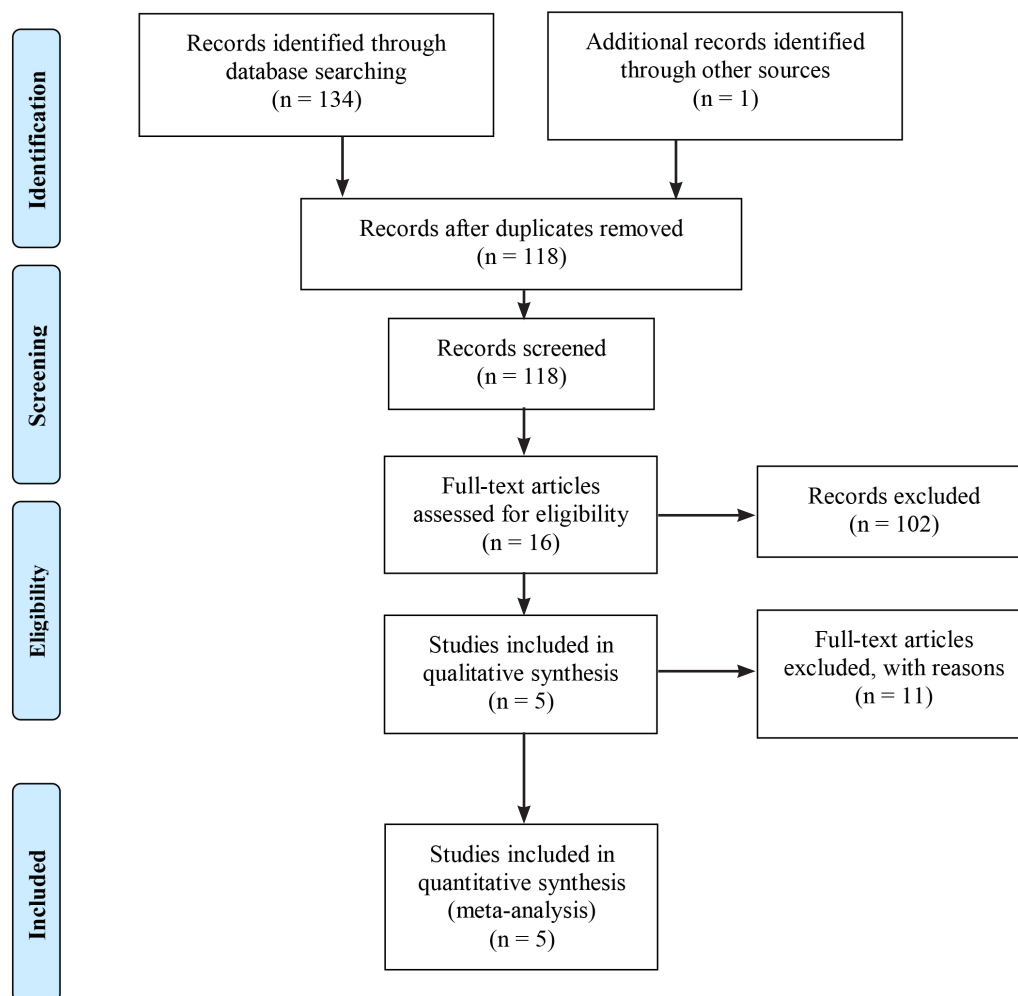 Identification
Records identified through
database searching
(n = 134)
Additional records identified
through other sources
(n = 1)
Records after duplicates removed
(n = 118)
Screening
Records screened
(n = 118)
Eligibility
Full-text articles
assessed for eligibility
(n = 16)
Records excluded
(n = 102)
Studies included in
qualitative synthesis
(n = 5)
Full-text articles
excluded, with reasons
(n = 11)
Included
Studies included in
quantitative synthesis
(meta-analysis)
(n = 5)